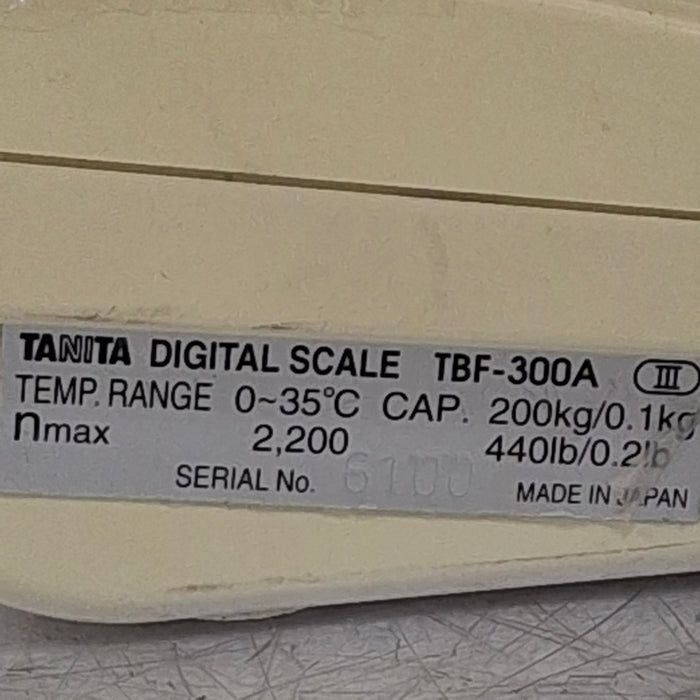 TANITA DIGITAL SCALE TBF-300A III
TEMP. RANGE 0~35°C CAP. 200kg/0.1kg
nmax 2,200 440lb/0.2lb
SERIAL No. 6100 MADE IN JAPAN